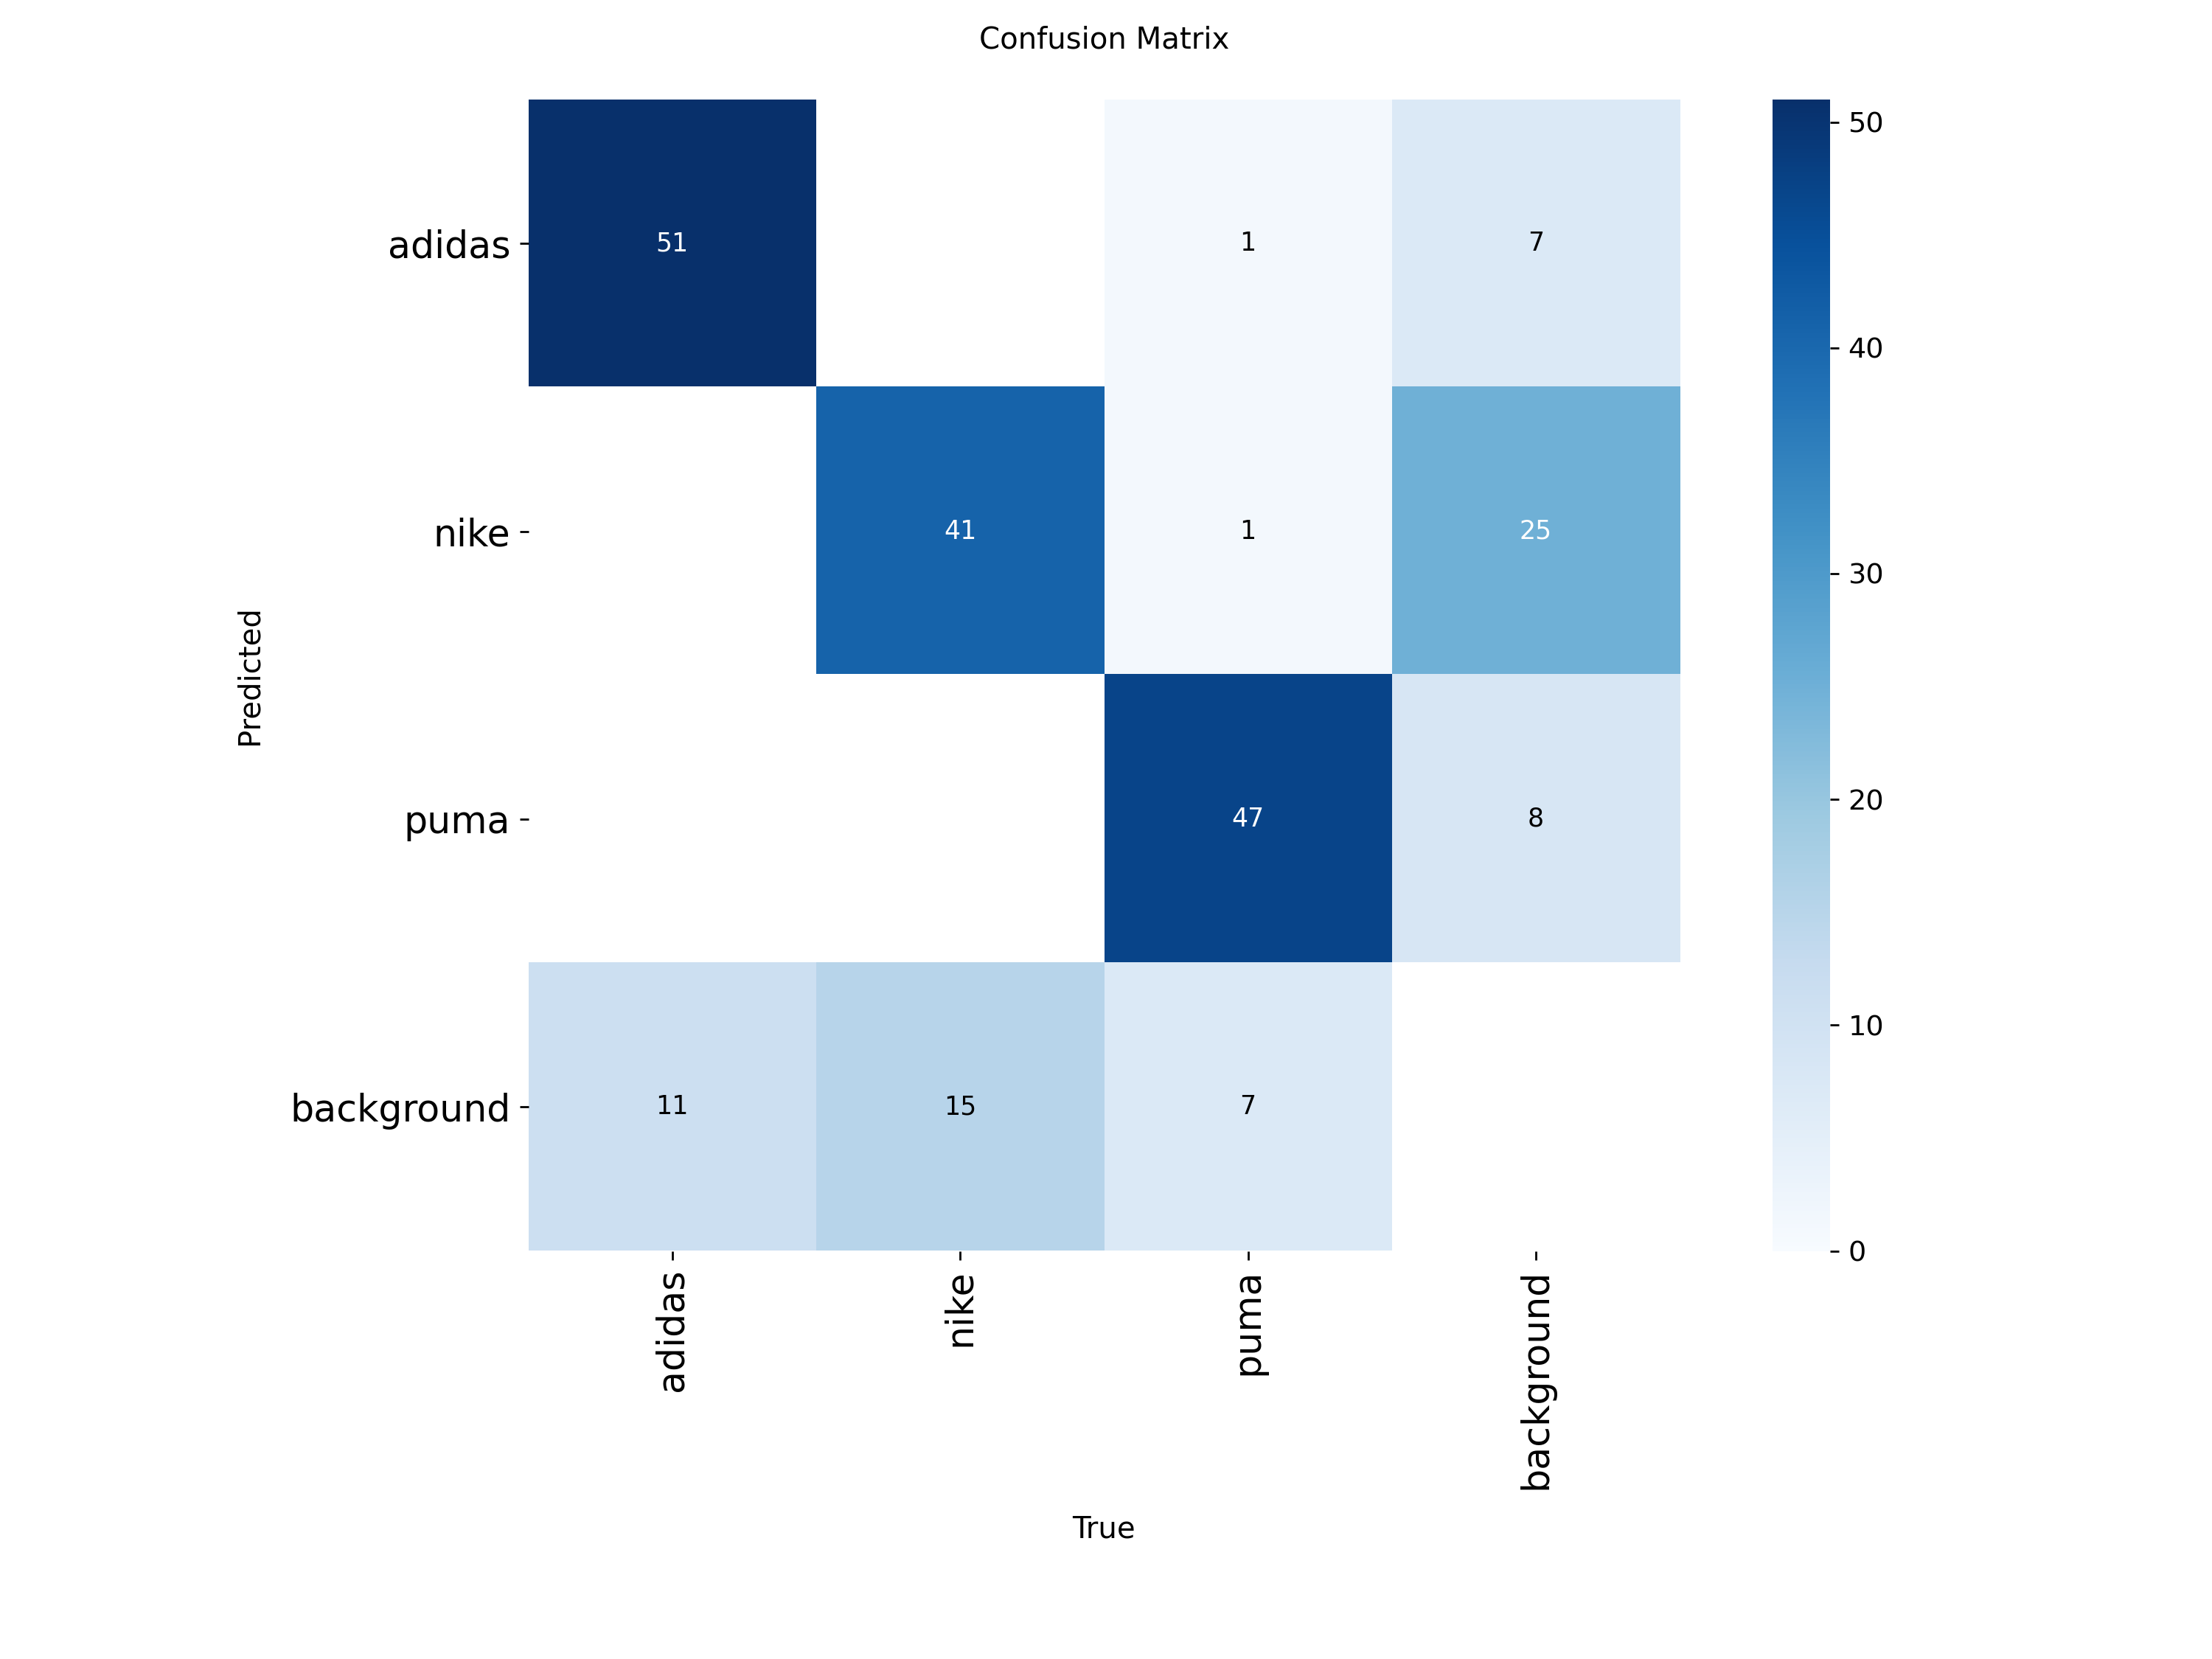 Confusion Matrix
adidas
51
1
7
50
40
nike
41
1
25
30
Predicted
puma
47
8
20
background
11
15
7
10
0
adidas
nike
puma
background
True